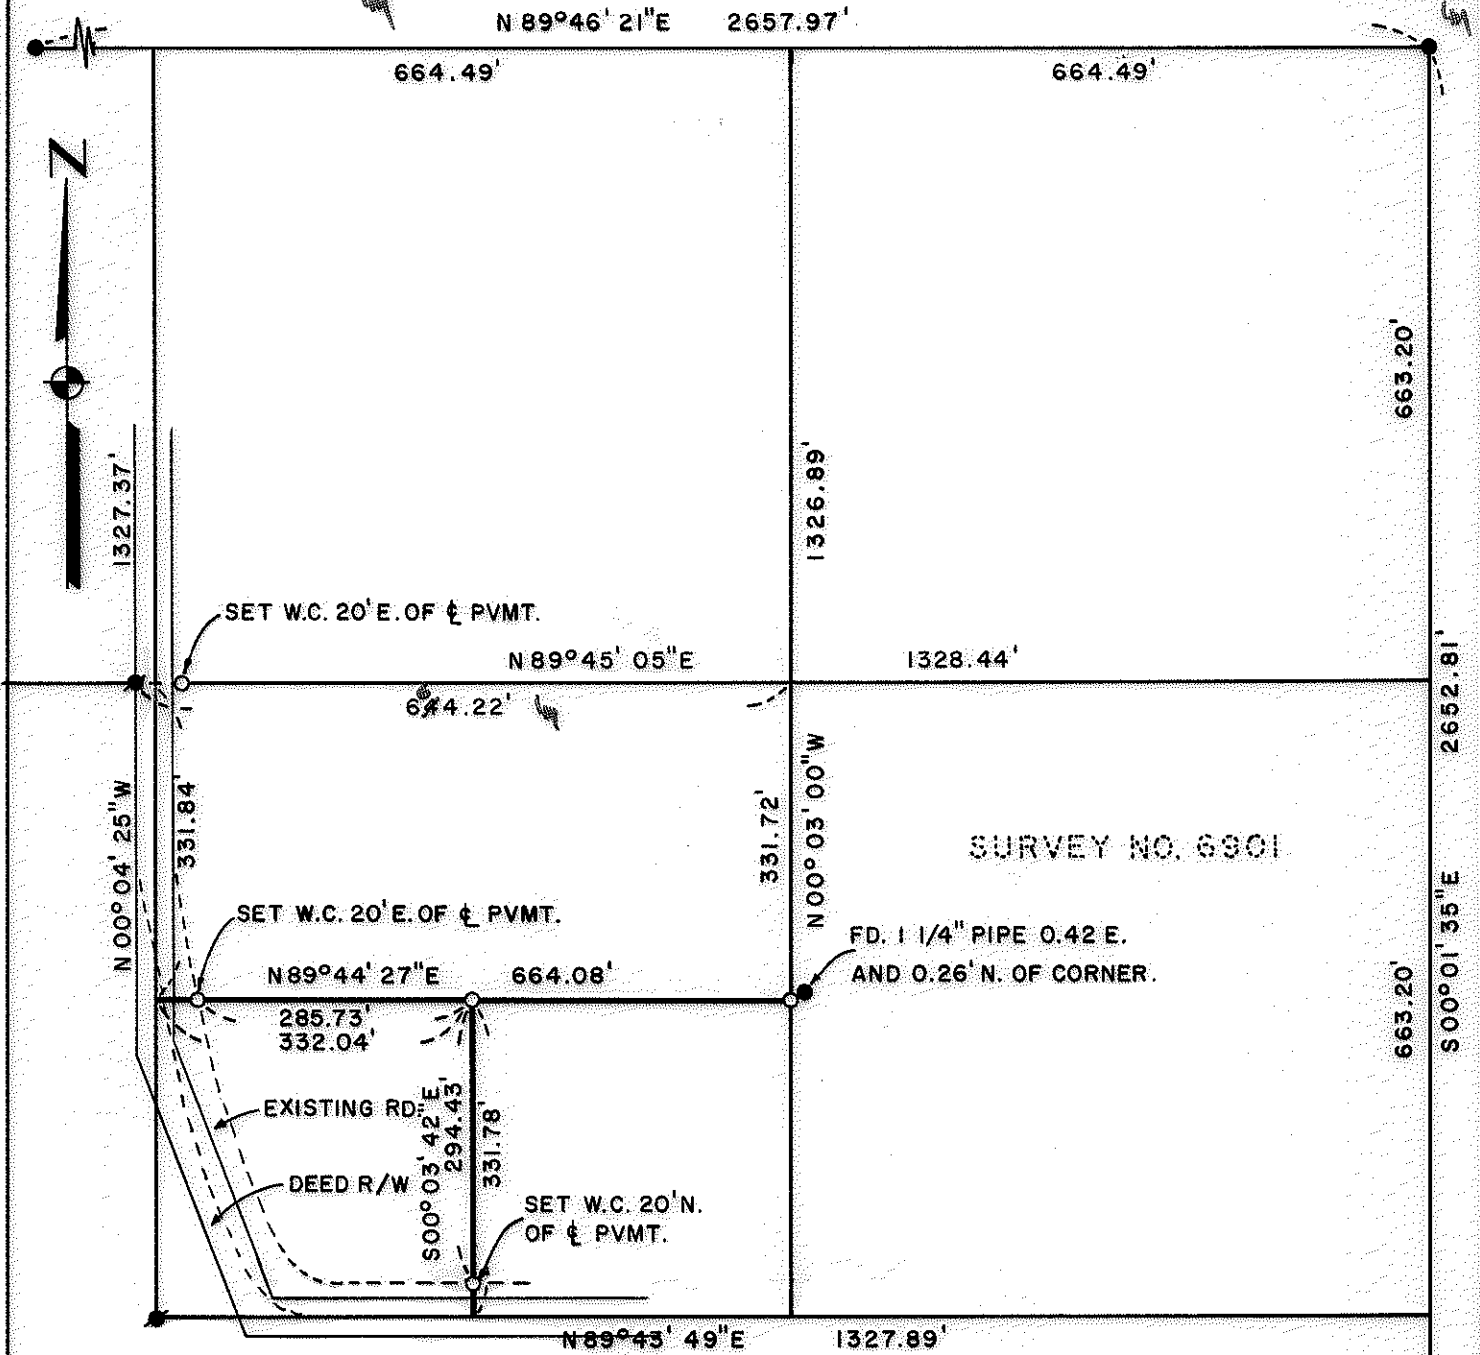 N 89°46' 21"E 2657.97'
664.49' 664.49'
N
663.20'
1327.37'
1326.89'
SET W.C. 20' E. OF ℄ PVMT.
N 89°45' 05"E 1328.44'
644.22'
2652.81'
N 00° 04' 25" W
331.84'
331.72'
N 00° 03' 00" W
SURVEY NO. 6901
S 00° 01' 35" E
SET W.C. 20' E. OF ℄ PVMT.
FD. 1 1/4" PIPE 0.42 E.
AND 0.26' N. OF CORNER.
N 89°44' 27"E 664.08'
285.73'
332.04'
663.20'
EXISTING RD.
S 00° 03' 42" E
294.43'
331.78'
DEED R/W
SET W.C. 20' N.
OF ℄ PVMT.
N 89°43' 49"E 1327.89'